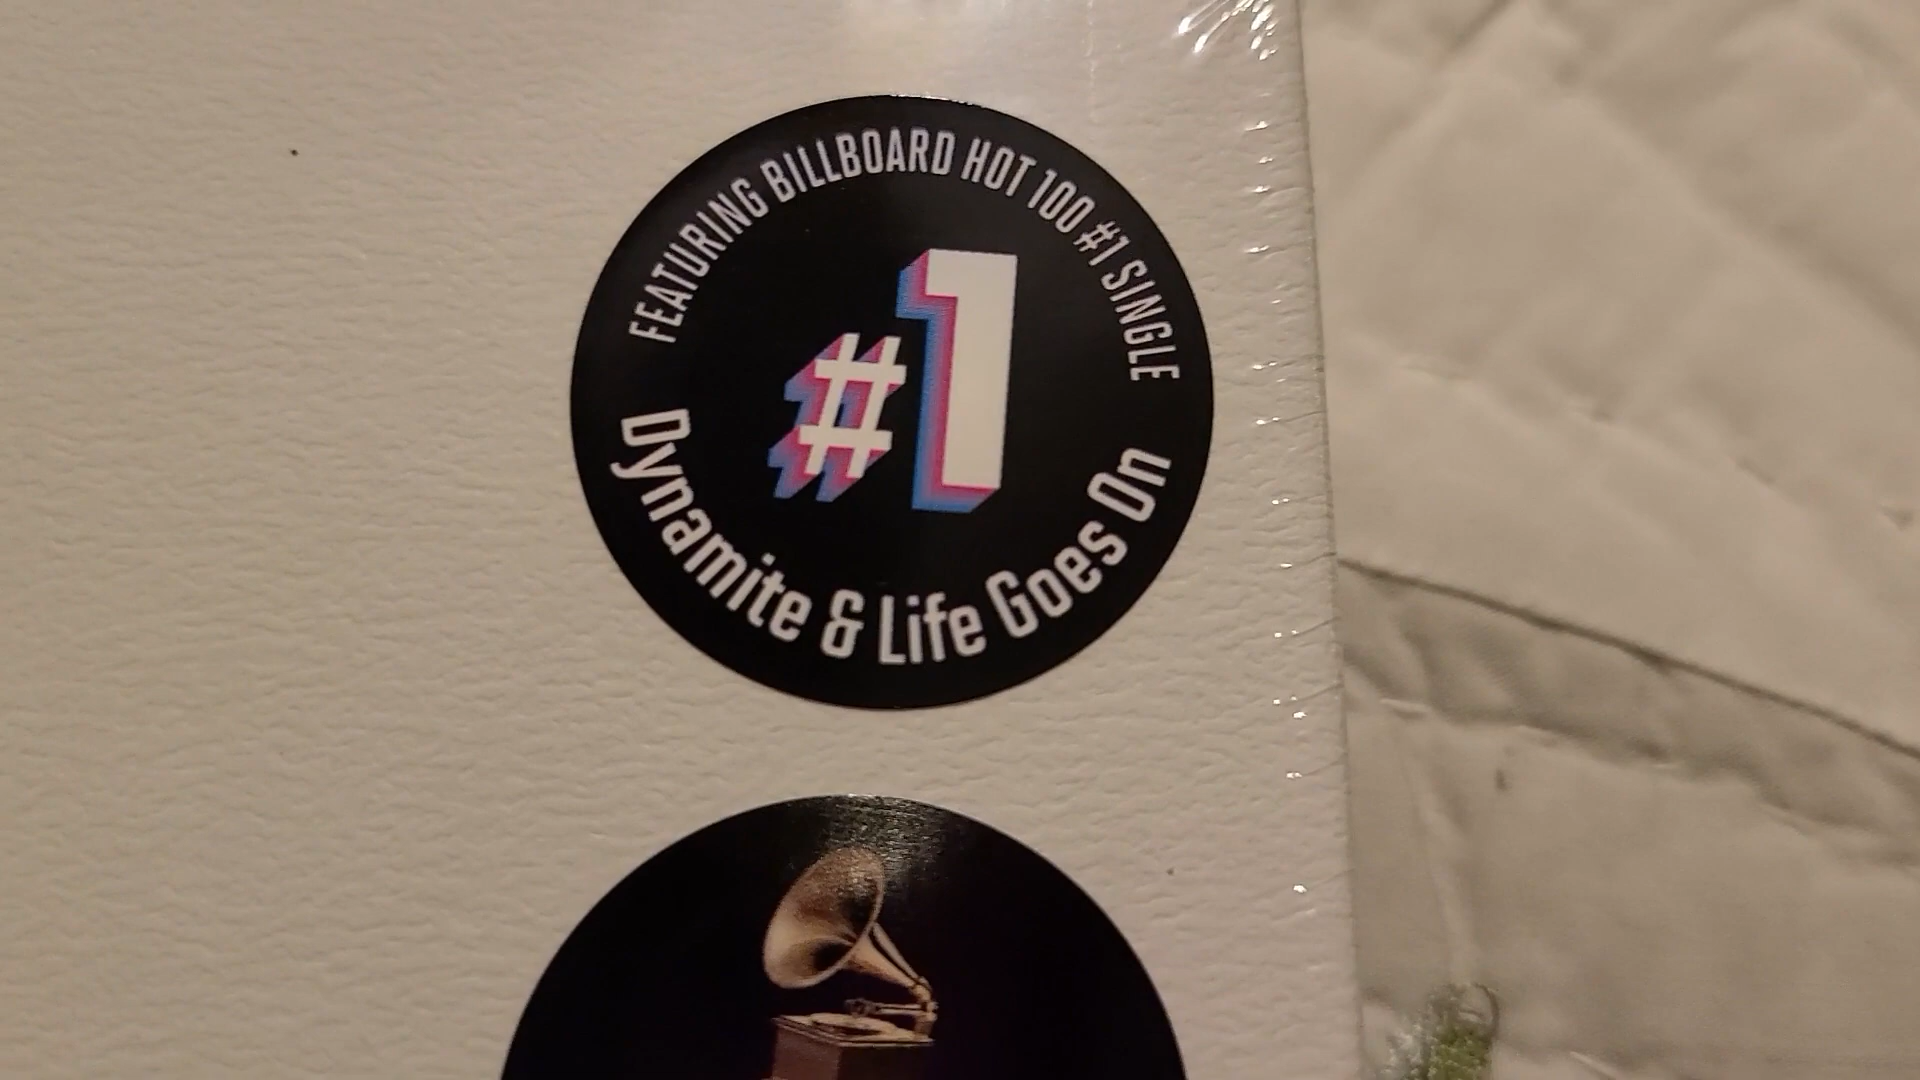 FEATURING BILLBOARD HOT 100 #1 SINGLE
#1
Dynamite & Life Goes On